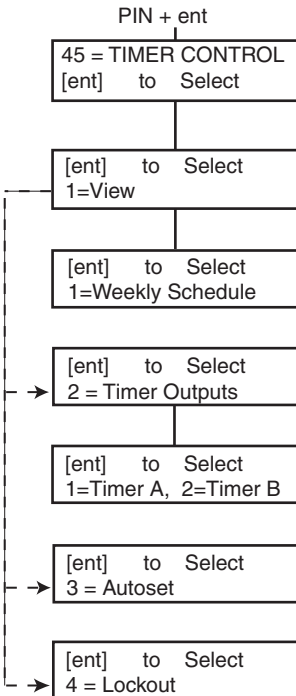 PIN + ent
45 = TIMER CONTROL
[ent] to Select
[ent] to Select
1=View
[ent] to Select
1=Weekly Schedule
[ent] to Select
2 = Timer Outputs
[ent] to Select
1=Timer A, 2=Timer B
[ent] to Select
3 = Autoset
[ent] to Select
4 = Lockout